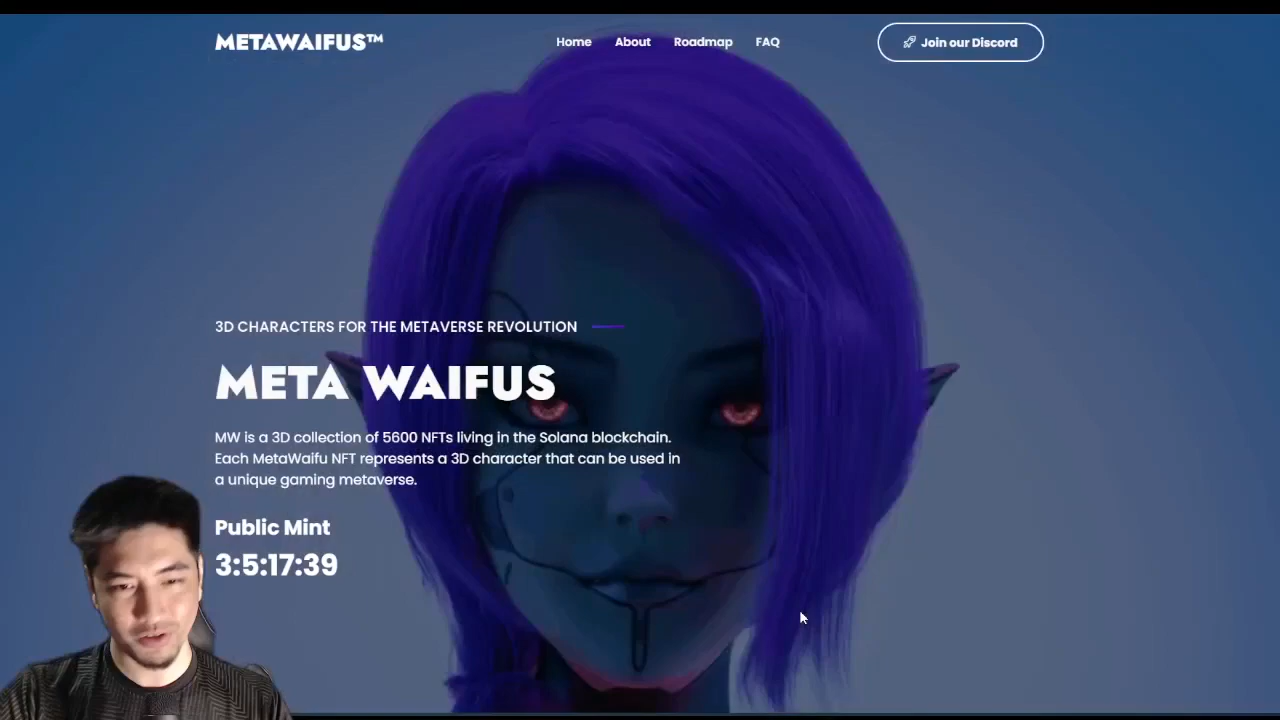 METAWAIFUS™
Home About Roadmap FAQ
Join our Discord
3D CHARACTERS FOR THE METAVERSE REVOLUTION
META WAIFUS
MW is a 3D collection of 5600 NFTs living in the Solana blockchain.
Each MetaWaifu NFT represents a 3D character that can be used in
a unique gaming metaverse.
Public Mint
3:5:17:39